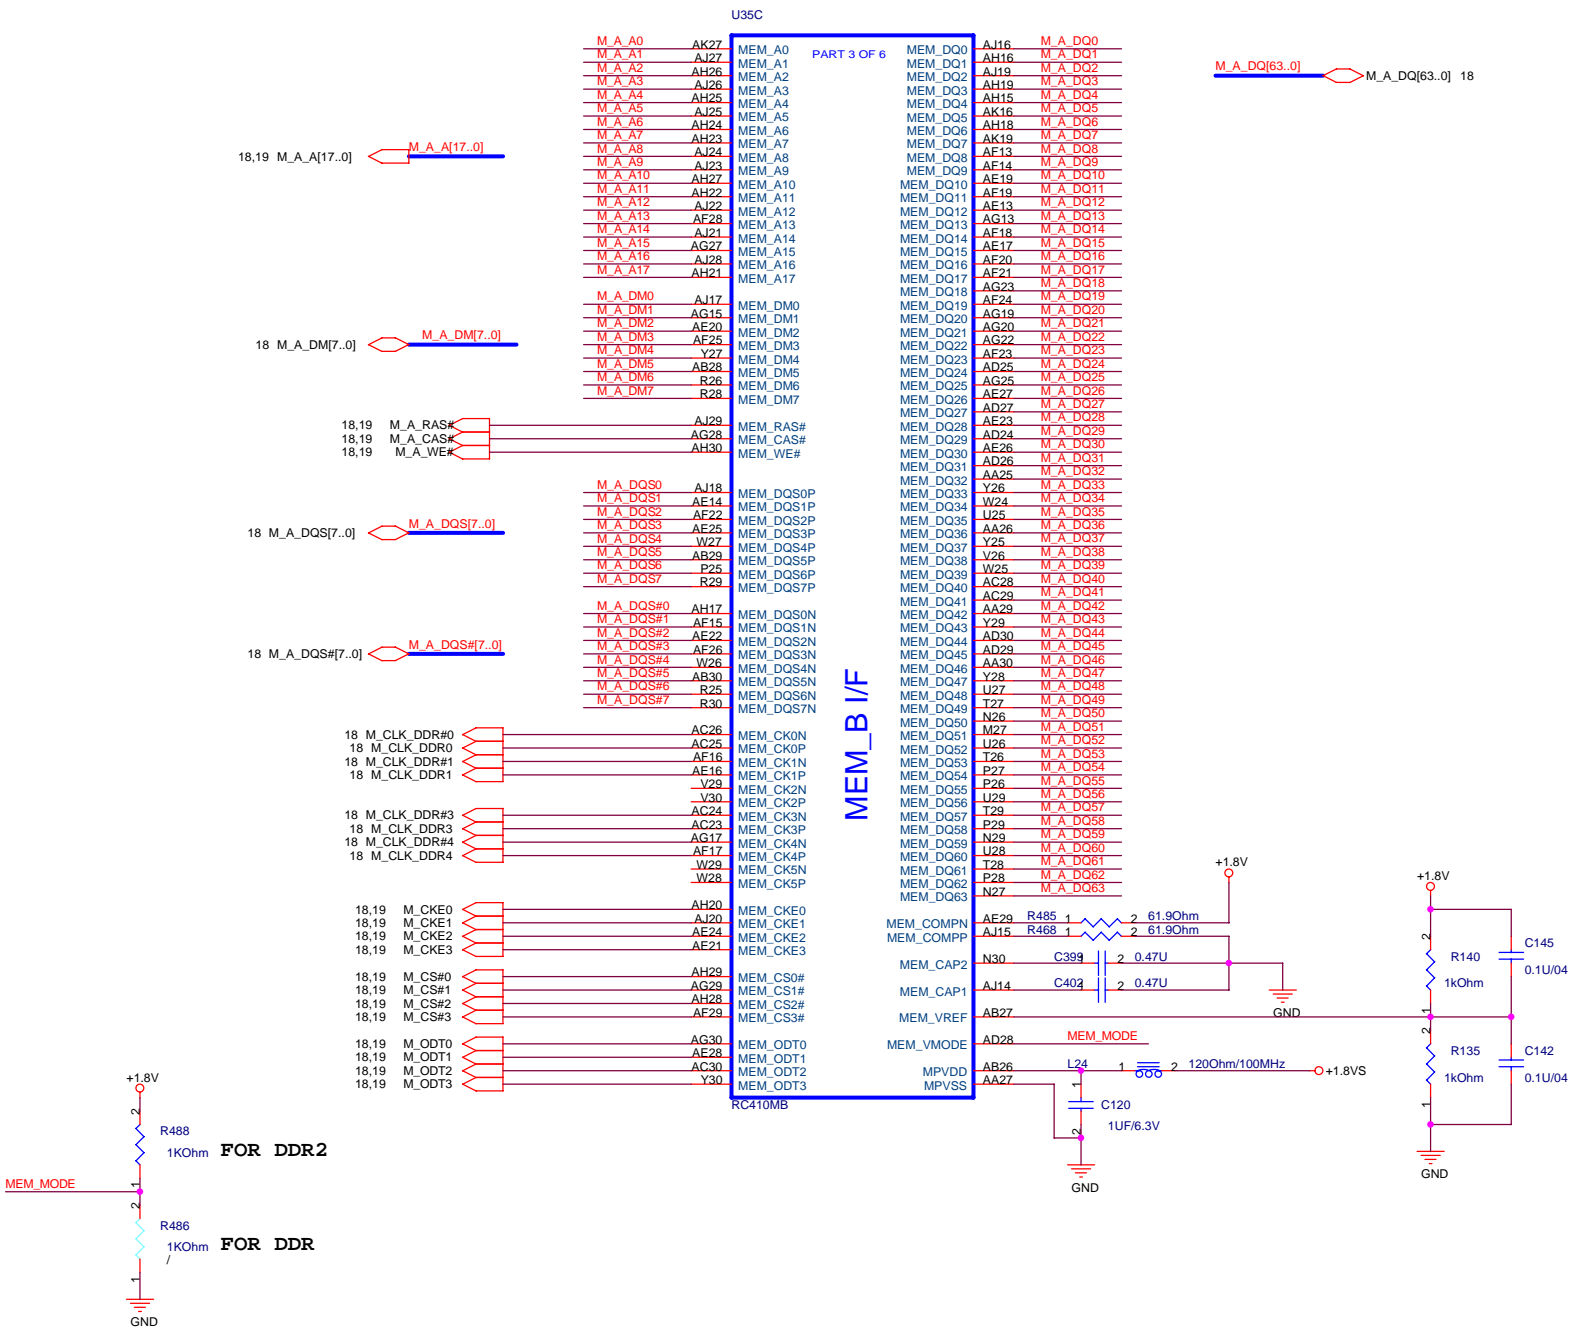 U35C
PART 3 OF 6
M_A_A0 AK27 MEM_A0
M_A_A1 AJ27 MEM_A1
M_A_A2 AH26 MEM_A2
M_A_A3 AJ26 MEM_A3
M_A_A4 AH25 MEM_A4
M_A_A5 AJ25 MEM_A5
M_A_A6 AH24 MEM_A6
M_A_A7 AH23 MEM_A7
M_A_A8 AJ24 MEM_A8
M_A_A9 AJ23 MEM_A9
M_A_A10 AH27 MEM_A10
M_A_A11 AH22 MEM_A11
M_A_A12 AJ22 MEM_A12
M_A_A13 AF28 MEM_A13
M_A_A14 AJ21 MEM_A14
M_A_A15 AG27 MEM_A15
M_A_A16 AJ28 MEM_A16
M_A_A17 AH21 MEM_A17
18,19 M_A_A[17..0] M_A_A[17..0]
M_A_DM0 AJ17 MEM_DM0
M_A_DM1 AG15 MEM_DM1
M_A_DM2 AE20 MEM_DM2
M_A_DM3 AF25 MEM_DM3
M_A_DM4 Y27 MEM_DM4
M_A_DM5 AB28 MEM_DM5
M_A_DM6 R26 MEM_DM6
M_A_DM7 R28 MEM_DM7
18 M_A_DM[7..0] M_A_DM[7..0]
18,19 M_A_RAS# AJ29 MEM_RAS#
18,19 M_A_CAS# AG28 MEM_CAS#
18,19 M_A_WE# AH30 MEM_WE#
M_A_DQS0 AJ18 MEM_DQS0P
M_A_DQS1 AE14 MEM_DQS1P
M_A_DQS2 AF22 MEM_DQS2P
M_A_DQS3 AE25 MEM_DQS3P
M_A_DQS4 W27 MEM_DQS4P
M_A_DQS5 AB29 MEM_DQS5P
M_A_DQS6 P25 MEM_DQS6P
M_A_DQS7 R29 MEM_DQS7P
18 M_A_DQS[7..0] M_A_DQS[7..0]
M_A_DQS#0 AH17 MEM_DQS0N
M_A_DQS#1 AF15 MEM_DQS1N
M_A_DQS#2 AE22 MEM_DQS2N
M_A_DQS#3 AF26 MEM_DQS3N
M_A_DQS#4 W26 MEM_DQS4N
M_A_DQS#5 AB30 MEM_DQS5N
M_A_DQS#6 R25 MEM_DQS6N
M_A_DQS#7 R30 MEM_DQS7N
18 M_A_DQS#[7..0] M_A_DQS#[7..0]
18 M_CLK_DDR#0 AC26 MEM_CK0N
18 M_CLK_DDR0 AC25 MEM_CK0P
18 M_CLK_DDR#1 AF16 MEM_CK1N
18 M_CLK_DDR1 AE16 MEM_CK1P
V29 MEM_CK2N
V30 MEM_CK2P
18 M_CLK_DDR#3 AC24 MEM_CK3N
18 M_CLK_DDR3 AC23 MEM_CK3P
18 M_CLK_DDR#4 AG17 MEM_CK4N
18 M_CLK_DDR4 AF17 MEM_CK4P
W29 MEM_CK5N
W28 MEM_CK5P
18,19 M_CKE0 AH20 MEM_CKE0
18,19 M_CKE1 AJ20 MEM_CKE1
18,19 M_CKE2 AE24 MEM_CKE2
18,19 M_CKE3 AE21 MEM_CKE3
18,19 M_CS#0 AH29 MEM_CS0#
18,19 M_CS#1 AG29 MEM_CS1#
18,19 M_CS#2 AH28 MEM_CS2#
18,19 M_CS#3 AF29 MEM_CS3#
18,19 M_ODT0 AG30 MEM_ODT0
18,19 M_ODT1 AE28 MEM_ODT1
18,19 M_ODT2 AC30 MEM_ODT2
18,19 M_ODT3 Y30 MEM_ODT3
RC410MB
MEM_B I/F
MEM_DQ0 AJ16 M_A_DQ0
MEM_DQ1 AH16 M_A_DQ1
MEM_DQ2 AJ19 M_A_DQ2
MEM_DQ3 AH19 M_A_DQ3
MEM_DQ4 AH15 M_A_DQ4
MEM_DQ5 AK16 M_A_DQ5
MEM_DQ6 AH18 M_A_DQ6
MEM_DQ7 AK19 M_A_DQ7
MEM_DQ8 AF13 M_A_DQ8
MEM_DQ9 AF14 M_A_DQ9
MEM_DQ10 AE19 M_A_DQ10
MEM_DQ11 AF19 M_A_DQ11
MEM_DQ12 AE13 M_A_DQ12
MEM_DQ13 AG13 M_A_DQ13
MEM_DQ14 AF18 M_A_DQ14
MEM_DQ15 AE17 M_A_DQ15
MEM_DQ16 AF20 M_A_DQ16
MEM_DQ17 AF21 M_A_DQ17
MEM_DQ18 AG23 M_A_DQ18
MEM_DQ19 AF24 M_A_DQ19
MEM_DQ20 AG19 M_A_DQ20
MEM_DQ21 AG20 M_A_DQ21
MEM_DQ22 AG22 M_A_DQ22
MEM_DQ23 AF23 M_A_DQ23
MEM_DQ24 AD25 M_A_DQ24
MEM_DQ25 AG25 M_A_DQ25
MEM_DQ26 AE27 M_A_DQ26
MEM_DQ27 AD27 M_A_DQ27
MEM_DQ28 AE23 M_A_DQ28
MEM_DQ29 AD24 M_A_DQ29
MEM_DQ30 AE26 M_A_DQ30
MEM_DQ31 AD26 M_A_DQ31
MEM_DQ32 AA25 M_A_DQ32
MEM_DQ33 Y26 M_A_DQ33
MEM_DQ34 W24 M_A_DQ34
MEM_DQ35 U25 M_A_DQ35
MEM_DQ36 AA26 M_A_DQ36
MEM_DQ37 Y25 M_A_DQ37
MEM_DQ38 V26 M_A_DQ38
MEM_DQ39 W25 M_A_DQ39
MEM_DQ40 AC28 M_A_DQ40
MEM_DQ41 AC29 M_A_DQ41
MEM_DQ42 AA29 M_A_DQ42
MEM_DQ43 Y29 M_A_DQ43
MEM_DQ44 AD30 M_A_DQ44
MEM_DQ45 AD29 M_A_DQ45
MEM_DQ46 AA30 M_A_DQ46
MEM_DQ47 Y28 M_A_DQ47
MEM_DQ48 U27 M_A_DQ48
MEM_DQ49 T27 M_A_DQ49
MEM_DQ50 N26 M_A_DQ50
MEM_DQ51 M27 M_A_DQ51
MEM_DQ52 U26 M_A_DQ52
MEM_DQ53 T26 M_A_DQ53
MEM_DQ54 P27 M_A_DQ54
MEM_DQ55 P26 M_A_DQ55
MEM_DQ56 U29 M_A_DQ56
MEM_DQ57 T29 M_A_DQ57
MEM_DQ58 P29 M_A_DQ58
MEM_DQ59 N29 M_A_DQ59
MEM_DQ60 U28 M_A_DQ60
MEM_DQ61 T28 M_A_DQ61
MEM_DQ62 P28 M_A_DQ62
MEM_DQ63 N27 M_A_DQ63
M_A_DQ[63..0] M_A_DQ[63..0] 18
+1.8V
MEM_COMPN AE29 R485 1 2 61.9Ohm
MEM_COMPP AJ15 R468 1 2 61.9Ohm
MEM_CAP2 N30 C399 1 2 0.47U
MEM_CAP1 AJ14 C402 1 2 0.47U
GND
MEM_VREF AB27
MEM_VMODE AD28 MEM_MODE
MPVDD AB26 L24 1 2 120Ohm/100MHz +1.8VS
MPVSS AA27
1 C120
1UF/6.3V
2
GND
+1.8V
2 R140 1kOhm 1
C145
0.1U/04
2 R135 1kOhm 1
C142
0.1U/04
GND
+1.8V
2 R488
1KOhm FOR DDR2
1
MEM_MODE
2 R486
1KOhm FOR DDR
/
1
GND